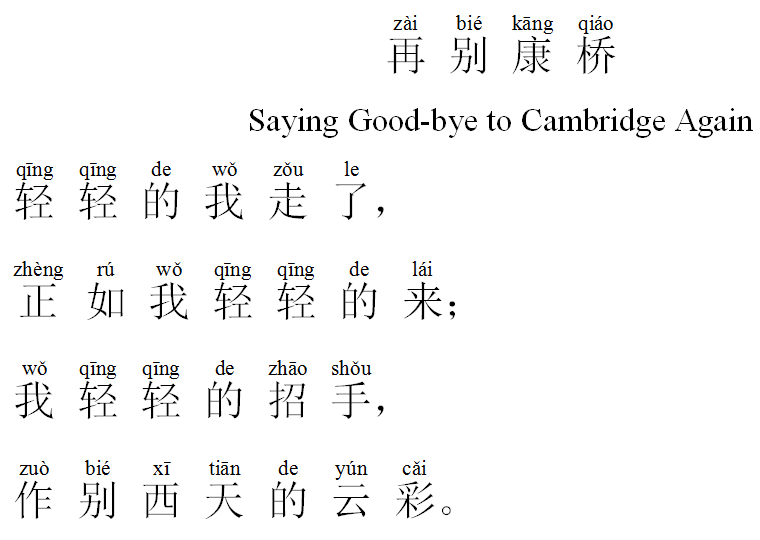 zài bié kāng qiáo
再别康桥
Saying Good-bye to Cambridge Again
qīng qīng de wǒ zǒu le
轻轻的我走了，
zhèng rú wǒ qīng qīng de lái
正如我轻轻的来；
wǒ qīng qīng de zhāo shǒu
我轻轻的招手，
zuò bié xī tiān de yún cǎi
作别西天的云彩。